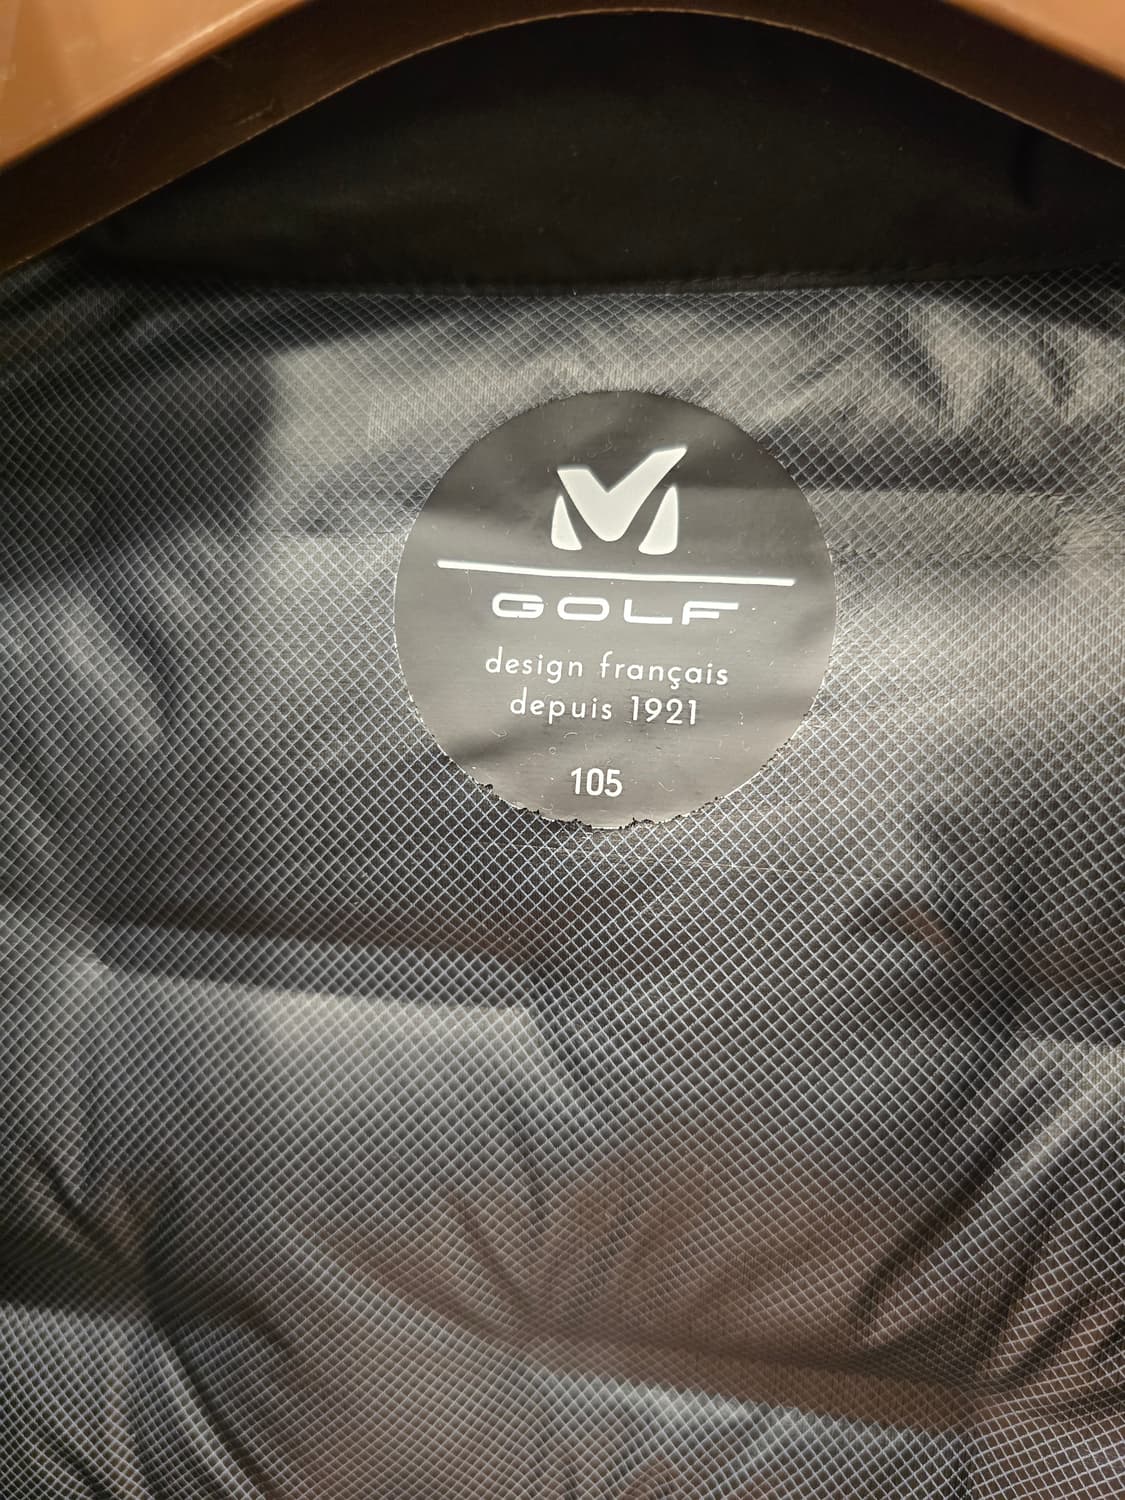 M
GOLF
design français
depuis 1921
105